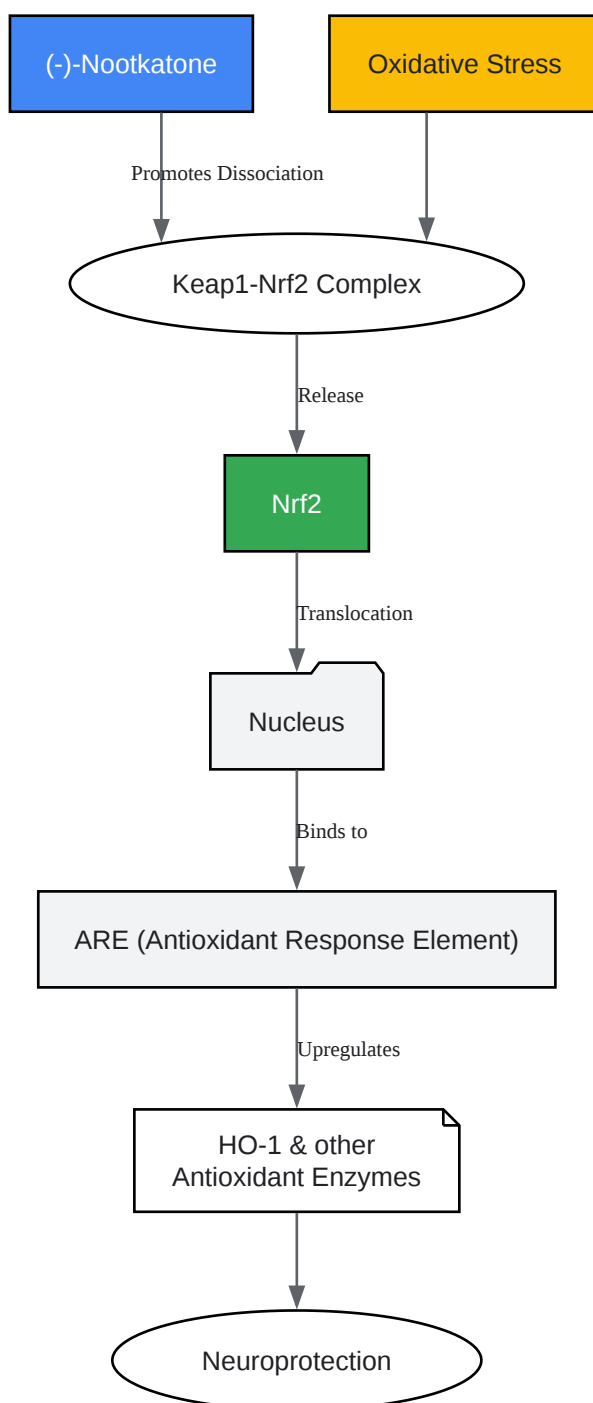 (-)-Nootkatone
Oxidative Stress
Promotes Dissociation
Keap1-Nrf2 Complex
Release
Nrf2
Translocation
Nucleus
Binds to
ARE (Antioxidant Response Element)
Upregulates
HO-1 & other
Antioxidant Enzymes
Neuroprotection